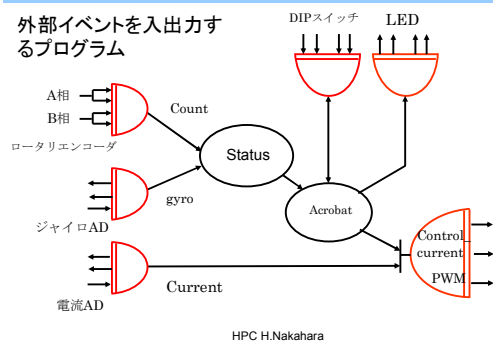 外部イベントを入出力す
るプログラム
DIPスイッチ
LED
A相
B相
ロータリエンコーダ
Count
Status
gyro
ジャイロAD
Acrobat
Control_
current
PWM
Current
電流AD
HPC H.Nakahara